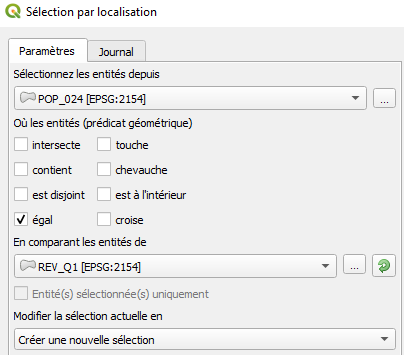 Sélection par localisation
Paramètres Journal
Sélectionnez les entités depuis
POP_024 [EPSG:2154] ...
Où les entités (prédicat géométrique)
intersecte touche
contient chevauche
est disjoint est à l'intérieur
égal croise
En comparant les entités de
REV_Q1 [EPSG:2154] ...
Entité(s) sélectionnée(s) uniquement
Modifier la sélection actuelle en
Créer une nouvelle sélection